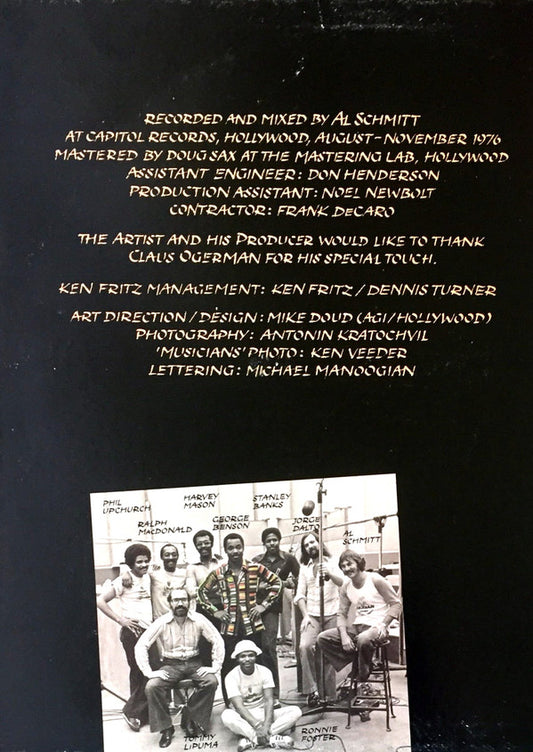 RECORDED AND MIXED BY AL SCHMITT
AT CAPITOL RECORDS, HOLLYWOOD, AUGUST–NOVEMBER 1976
MASTERED BY DOUG SAX AT THE MASTERING LAB, HOLLYWOOD
ASSISTANT ENGINEER: DON HENDERSON
PRODUCTION ASSISTANT: NOEL NEWBOLT
CONTRACTOR: FRANK DECARO
THE ARTIST AND HIS PRODUCER WOULD LIKE TO THANK
CLAUS OGERMAN FOR HIS SPECIAL TOUCH.
KEN FRITZ MANAGEMENT: KEN FRITZ / DENNIS TURNER
ART DIRECTION / DESIGN: MIKE DOUD (AGI/HOLLYWOOD)
PHOTOGRAPHY: ANTONIN KRATOCHVIL
'MUSICIANS' PHOTO: KEN VEEDER
LETTERING: MICHAEL MANOOGIAN
PHIL UPCHURCH
HARVEY MASON
STANLEY BANKS
RALPH MACDONALD
GEORGE BENSON
JORGE DALTO
AL SCHMITT
TOMMY LIPUMA
RONNIE FOSTER